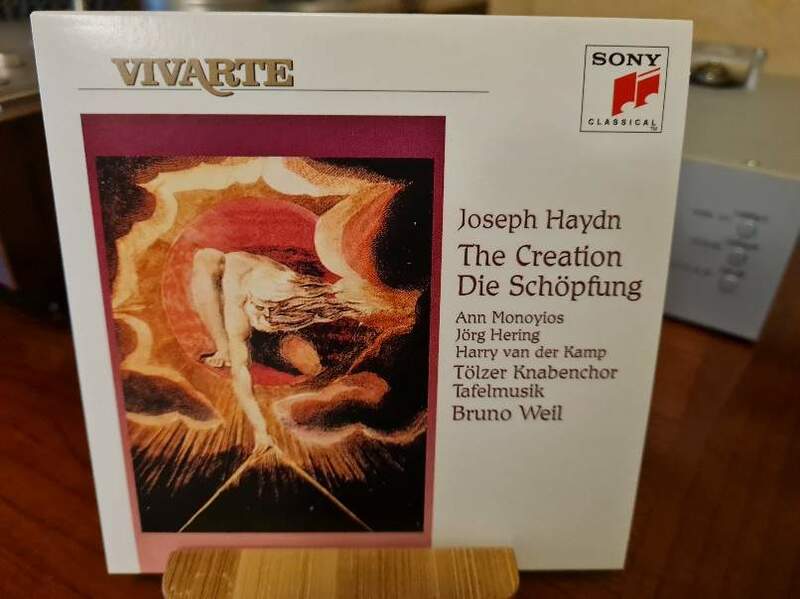 VIVARTE
SONY
CLASSICAL™
Joseph Haydn
The Creation
Die Schöpfung
Ann Monoyios
Jörg Hering
Harry van der Kamp
Tölzer Knabenchor
Tafelmusik
Bruno Weil